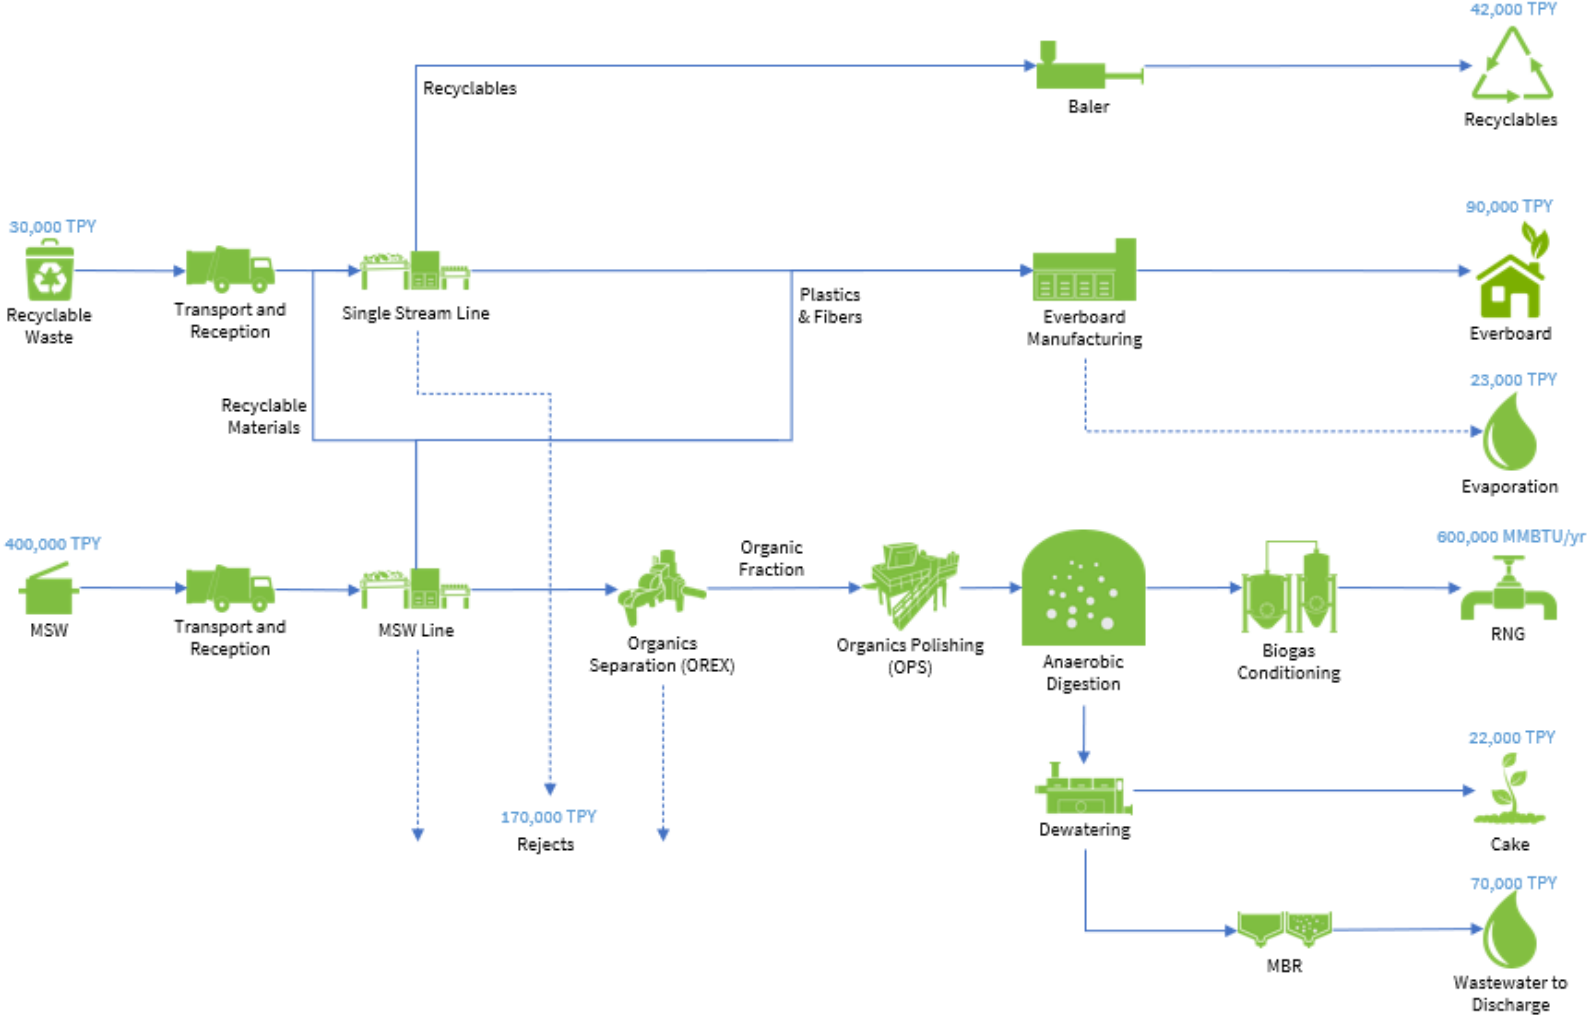 42,000 TPY
Recyclables
Baler
Recyclables
30,000 TPY
Recyclable
Waste
Transport and
Reception
Single Stream Line
Plastics
& Fibers
Everboard
Manufacturing
90,000 TPY
Everboard
23,000 TPY
Evaporation
Recyclable
Materials
400,000 TPY
MSW
Transport and
Reception
MSW Line
Organics
Separation (OREX)
Organic
Fraction
Organics Polishing
(OPS)
Anaerobic
Digestion
Biogas
Conditioning
600,000 MMBTU/yr
RNG
170,000 TPY
Rejects
Dewatering
22,000 TPY
Cake
MBR
70,000 TPY
Wastewater to
Discharge